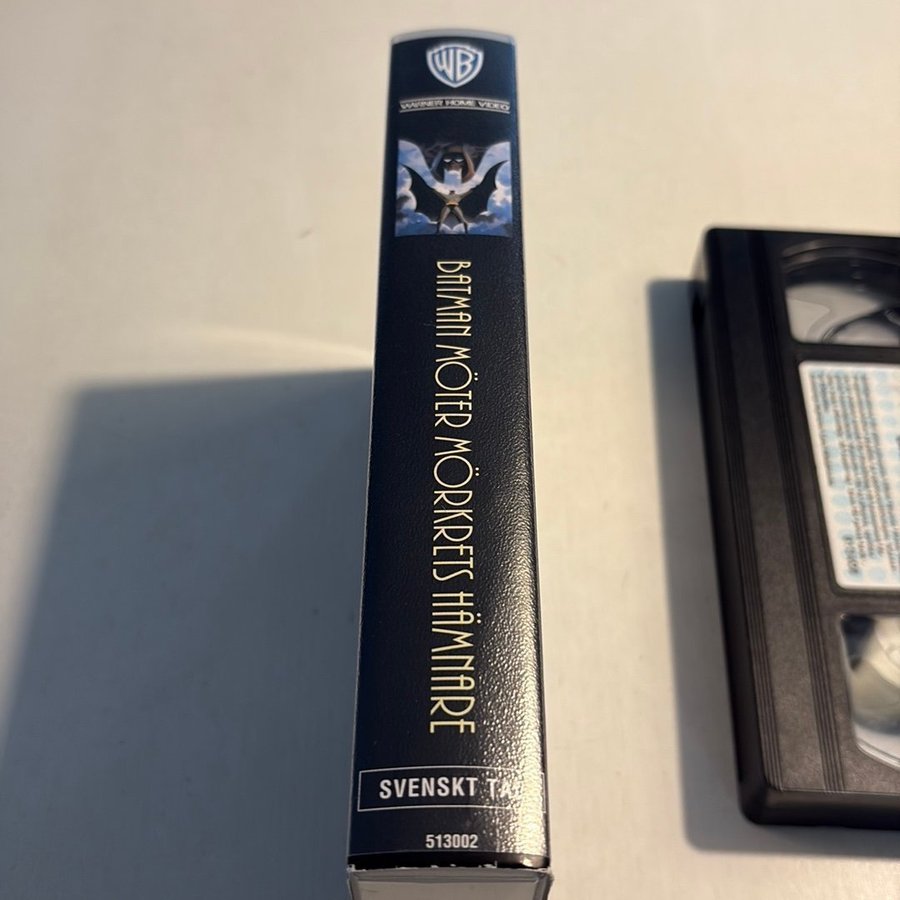 WB
WARNER HOME VIDEO
BATMAN MÖTER MÖRKRETS HÄMNARE
SVENSKT TAL
513002